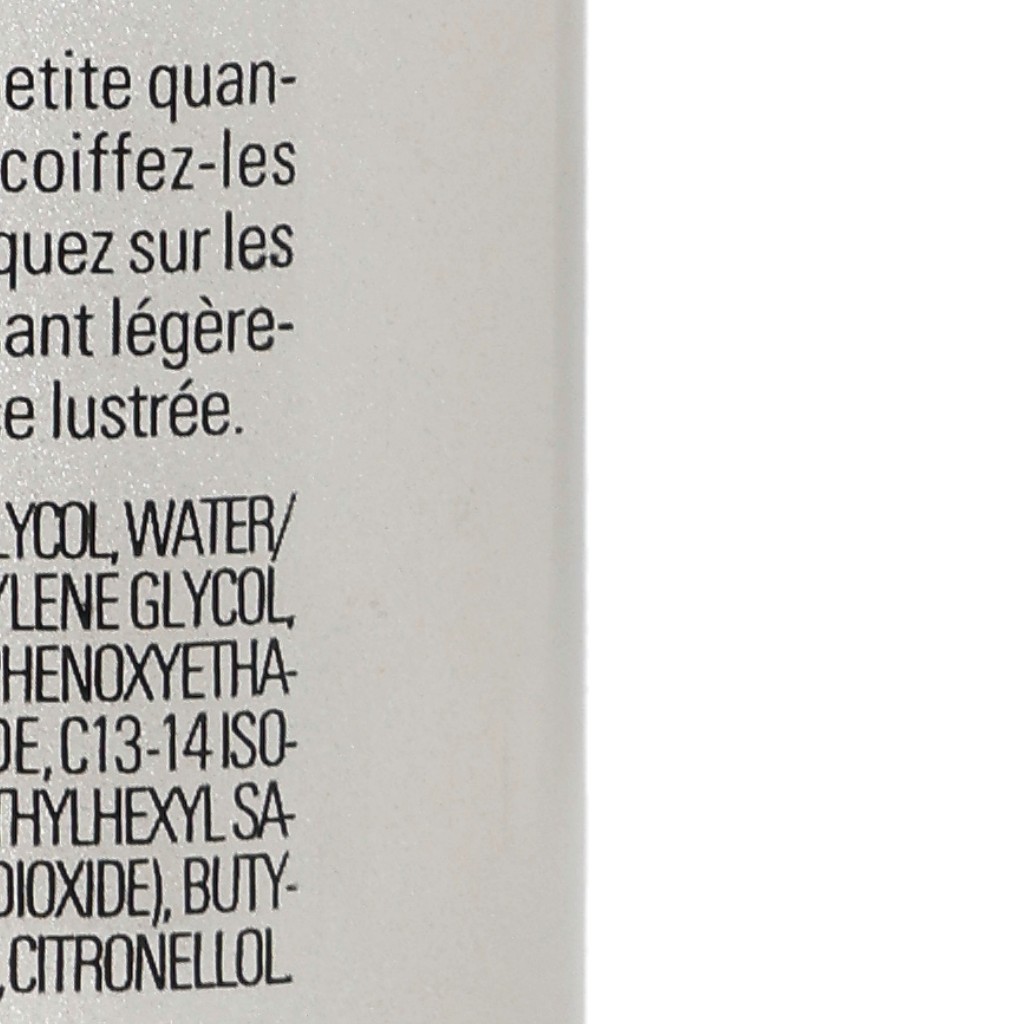 etite quan-
coiffez-les
quez sur les
ant légère-
e lustrée.
LYCOL, WATER/
YLENE GLYCOL,
PHENOXYETHA-
DE, C13-14 ISO-
THYLHEXYL SA-
DIOXIDE), BUTY-
, CITRONELLOL.